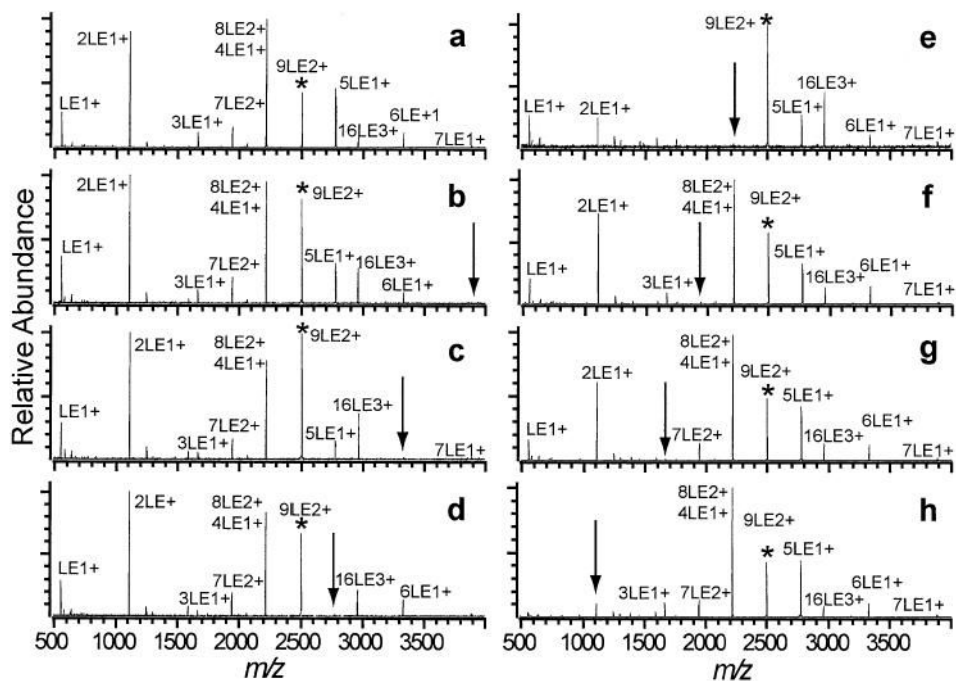 Relative Abundance
a
2LE1+
8LE2+
4LE1+
9LE2+
*
LE1+
7LE2+
5LE1+
3LE1+
16LE3+
6LE+1
7LE1+
b
2LE1+
8LE2+
4LE1+
* 9LE2+
LE1+
5LE1+
16LE3+
7LE2+
3LE1+
6LE1+
c
2LE1+
8LE2+
4LE1+
* 9LE2+
LE1+
16LE3+
7LE2+
3LE1+
5LE1+
7LE1+
d
2LE+
8LE2+
4LE1+
9LE2+
*
LE1+
7LE2+
16LE3+
3LE1+
6LE1+
500 1000 1500 2000 2500 3000 3500
m/z
e
9LE2+ *
LE1+
2LE1+
16LE3+
5LE1+
6LE1+
7LE1+
f
8LE2+
4LE1+
9LE2+
*
2LE1+
LE1+
3LE1+
5LE1+
6LE1+
16LE3+
7LE1+
g
8LE2+
4LE1+
2LE1+
9LE2+
*
5LE1+
LE1+
7LE2+
16LE3+
6LE1+
7LE1+
h
8LE2+
4LE1+
9LE2+
*
5LE1+
3LE1+
7LE2+
6LE1+
16LE3+
7LE1+
500 1000 1500 2000 2500 3000 3500
m/z